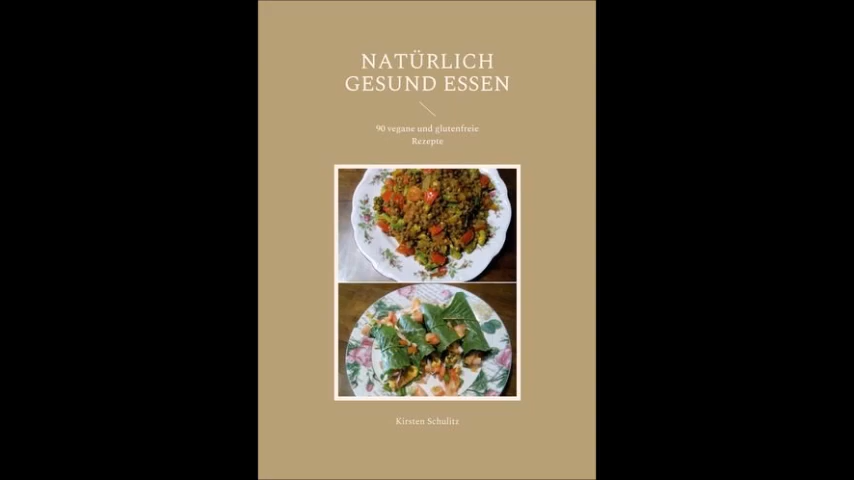 NATÜRLICH
GESUND ESSEN
90 vegane und glutenfreie
Rezepte
Kirsten Schulitz